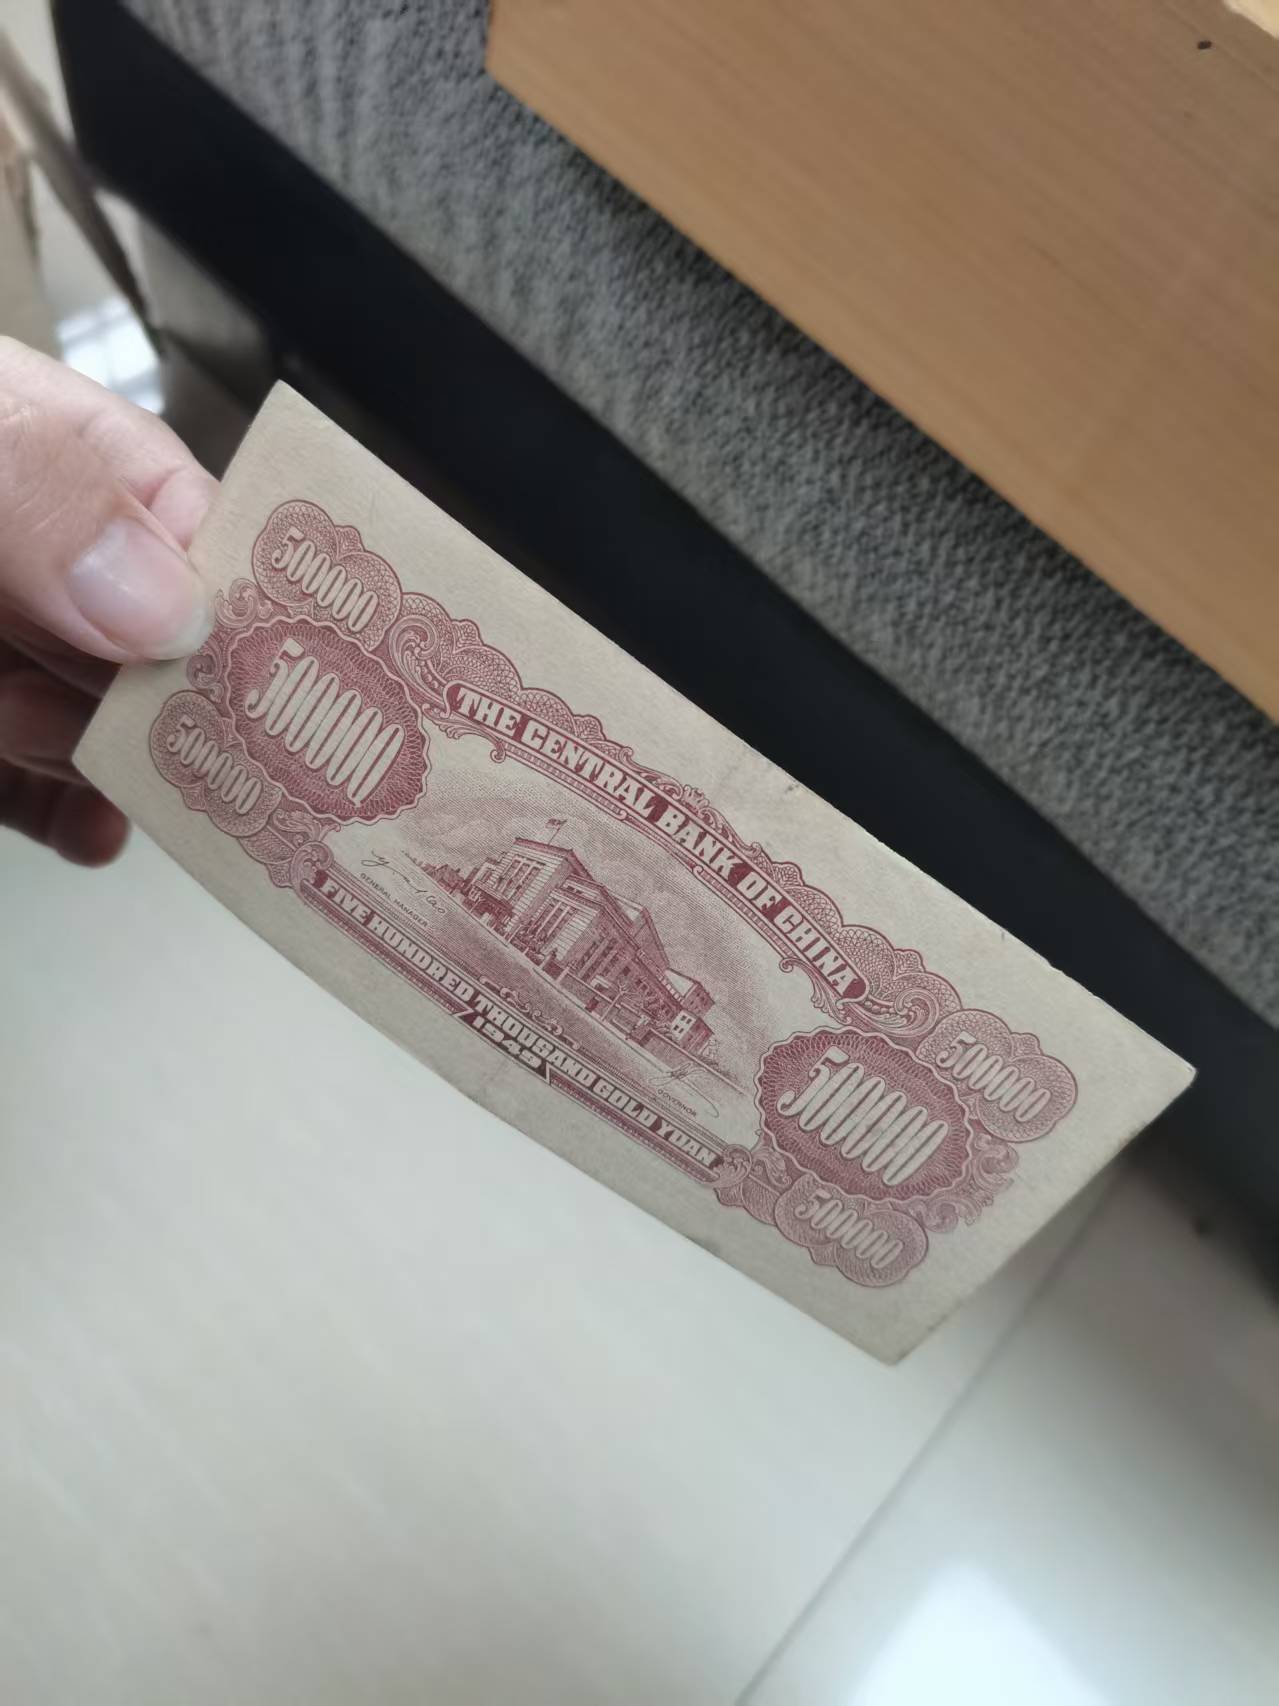 500000
500000
500000
THE CENTRAL BANK OF CHINA
GENERAL MANAGER
GOVERNOR
FIVE HUNDRED THOUSAND GOLD YUAN
1949
500000
500000
500000